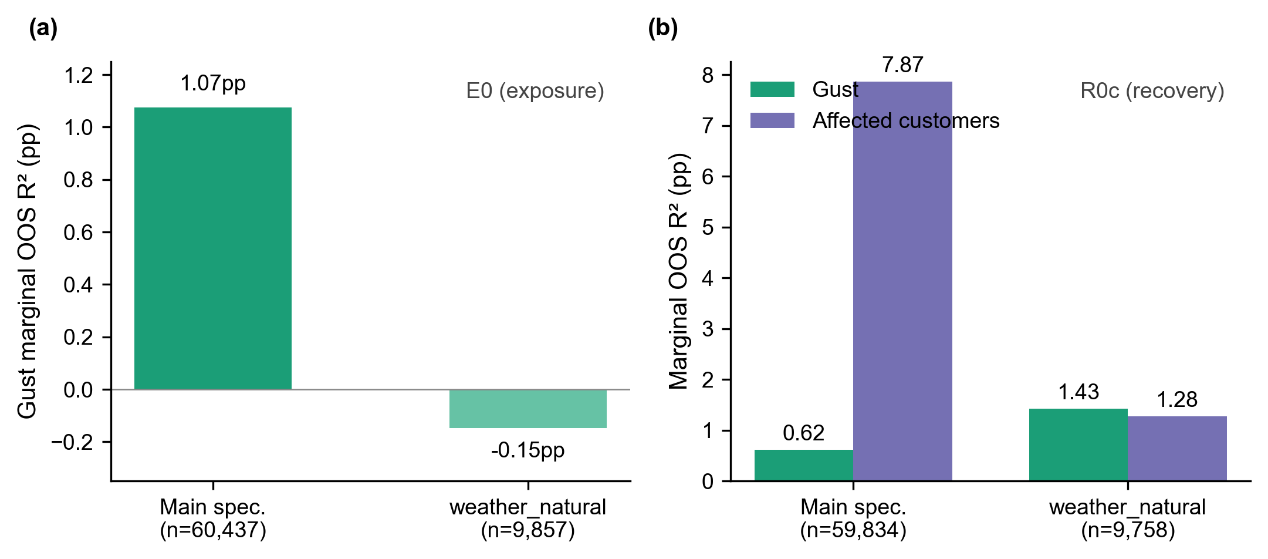 (a)
Gust marginal OOS R² (pp)
1.2
1.0
0.8
0.6
0.4
0.2
0.0
−0.2
1.07pp
E0 (exposure)
-0.15pp
Main spec.
(n=60,437)
weather_natural
(n=9,857)
(b)
Marginal OOS R² (pp)
8
7
6
5
4
3
2
1
0
7.87
Gust
Affected customers
R0c (recovery)
0.62
1.43
1.28
Main spec.
(n=59,834)
weather_natural
(n=9,758)